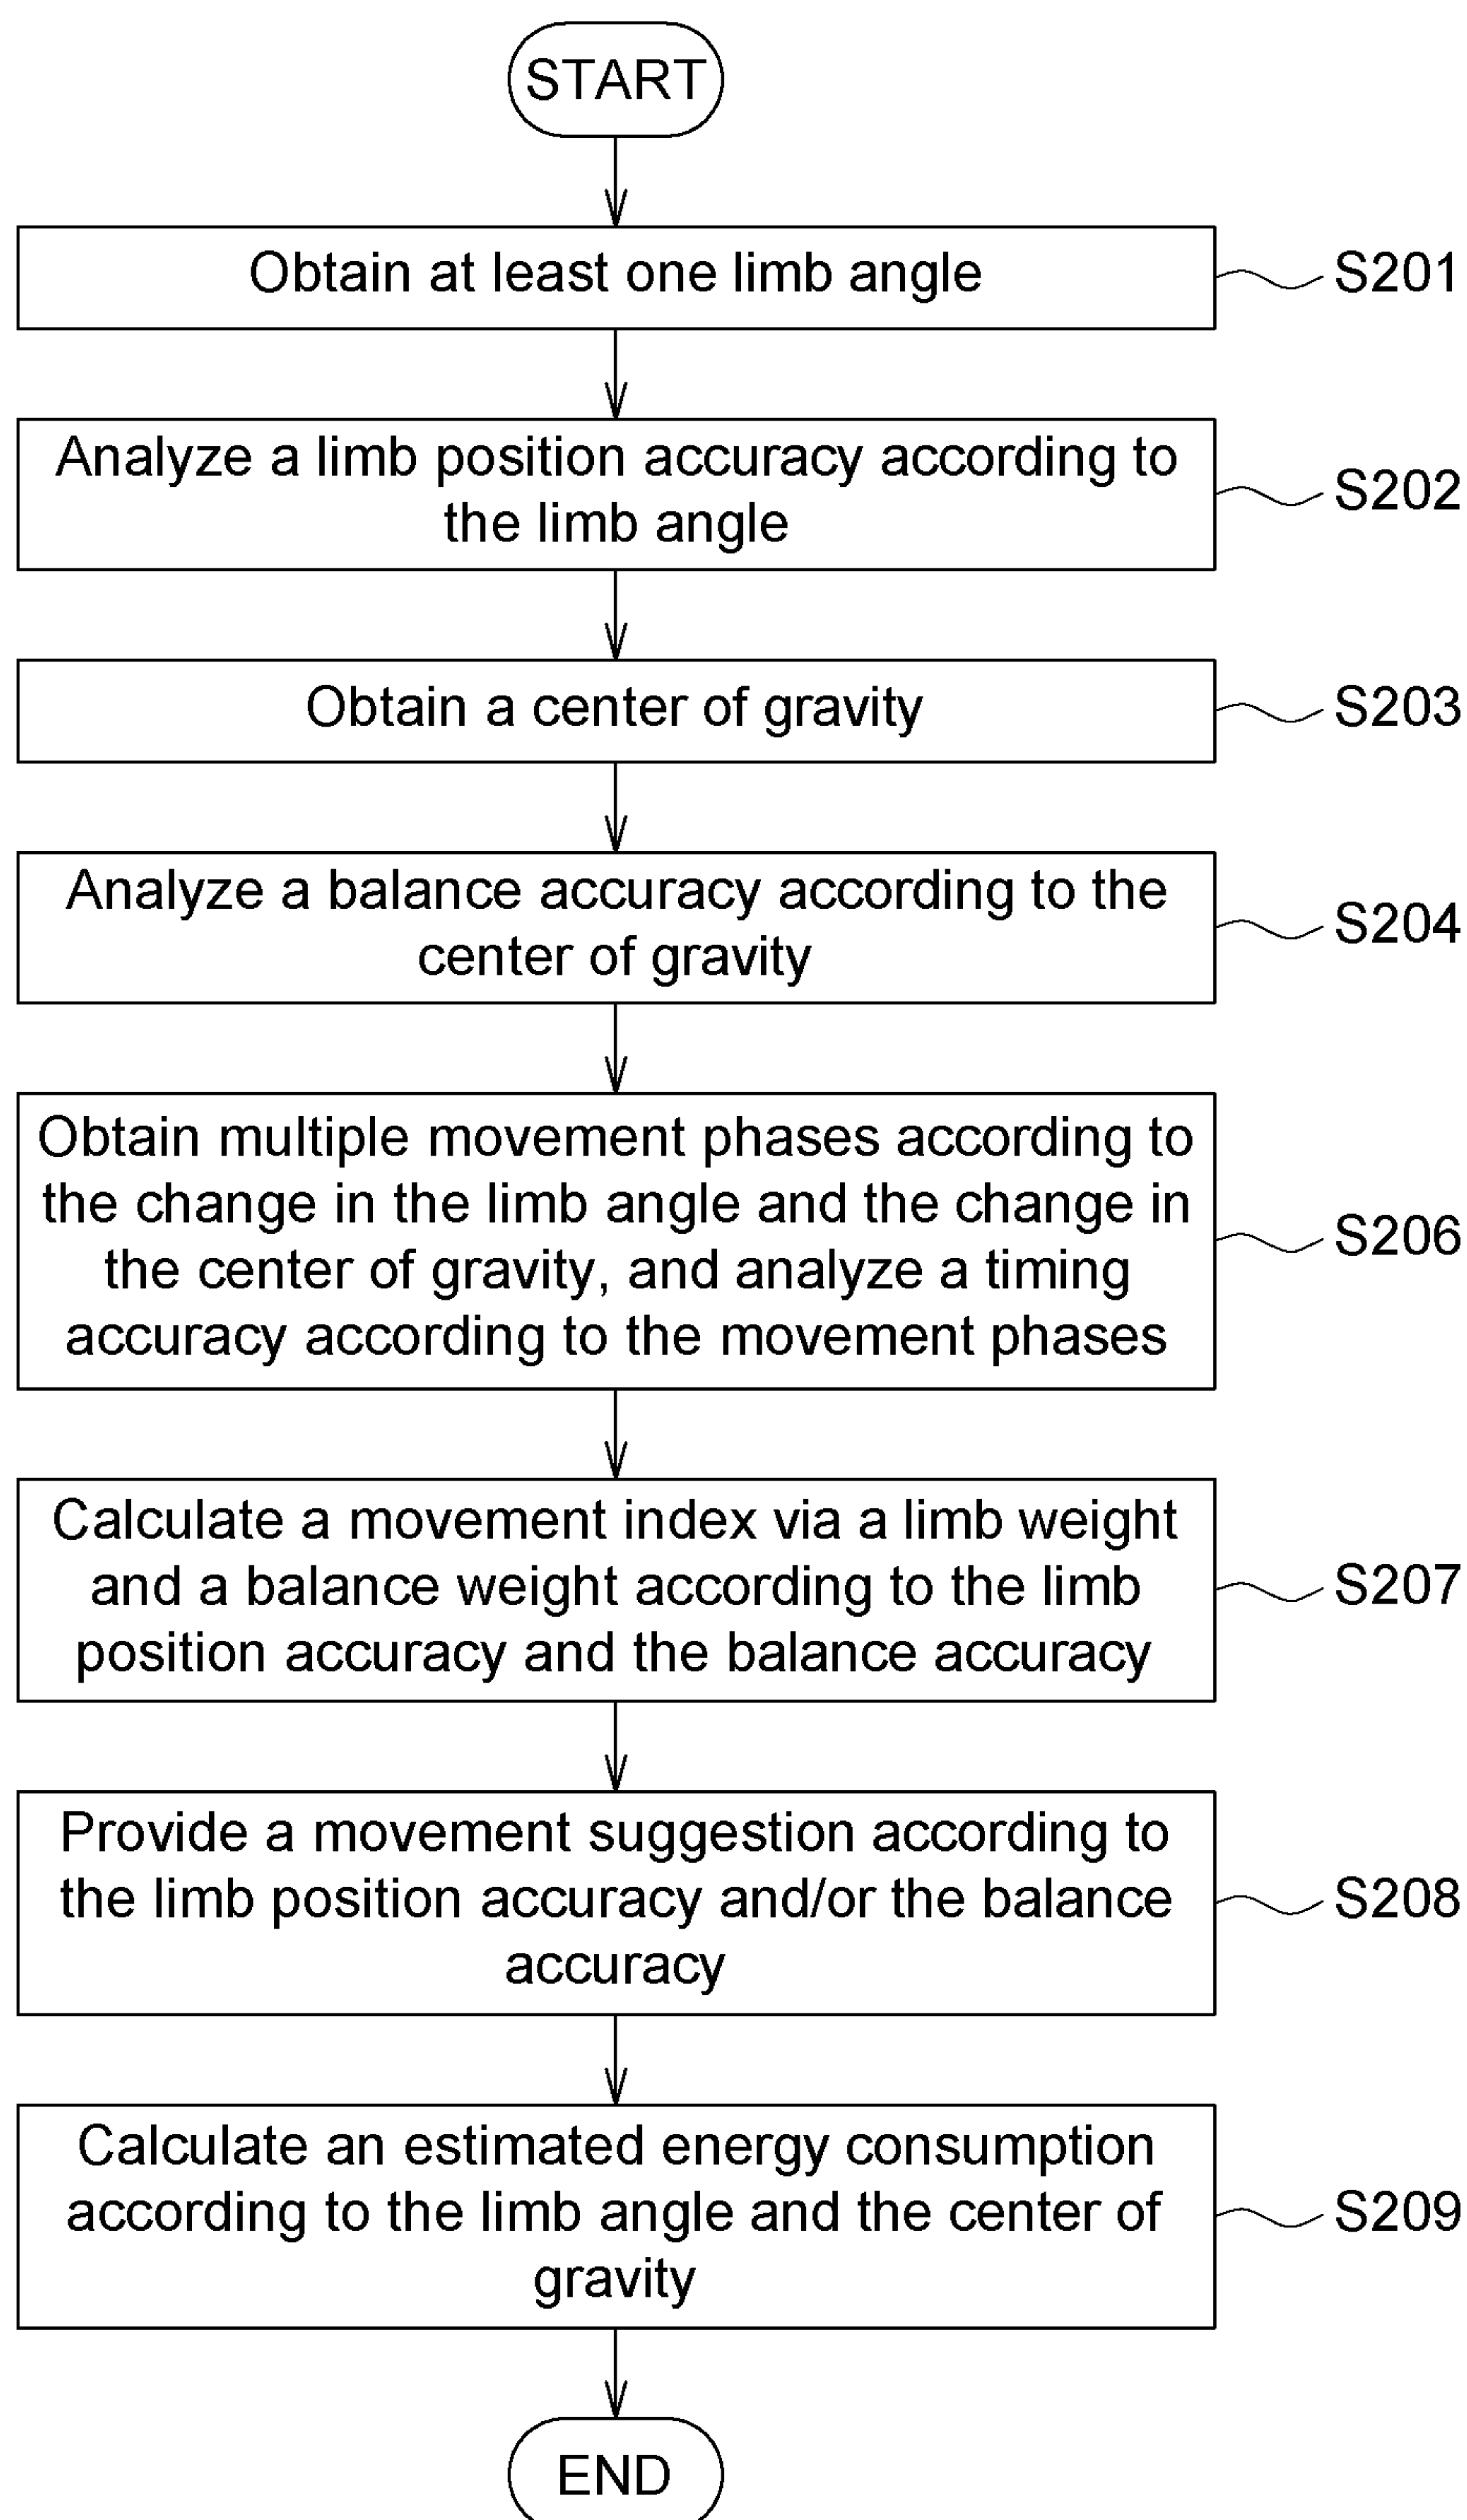 START
Obtain at least one limb angle
S201
Analyze a limb position accuracy according to
the limb angle
S202
Obtain a center of gravity
S203
Analyze a balance accuracy according to the
center of gravity
S204
Obtain multiple movement phases according to
the change in the limb angle and the change in
the center of gravity, and analyze a timing
accuracy according to the movement phases
S206
Calculate a movement index via a limb weight
and a balance weight according to the limb
position accuracy and the balance accuracy
S207
Provide a movement suggestion according to
the limb position accuracy and/or the balance
accuracy
S208
Calculate an estimated energy consumption
according to the limb angle and the center of
gravity
S209
END